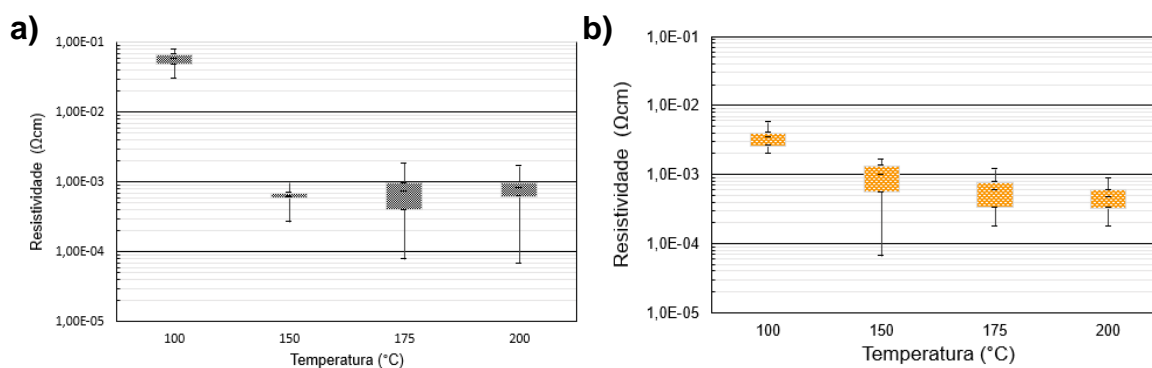 a)
1,00E-01
1,00E-02
1,00E-03
1,00E-04
1,00E-05
Resistividade (Ωcm)
100 150 175 200
Temperatura (°C)
b)
1,0E-01
1,0E-02
1,0E-03
1,0E-04
1,0E-05
Resistividade (Ωcm)
100 150 175 200
Temperatura (°C)